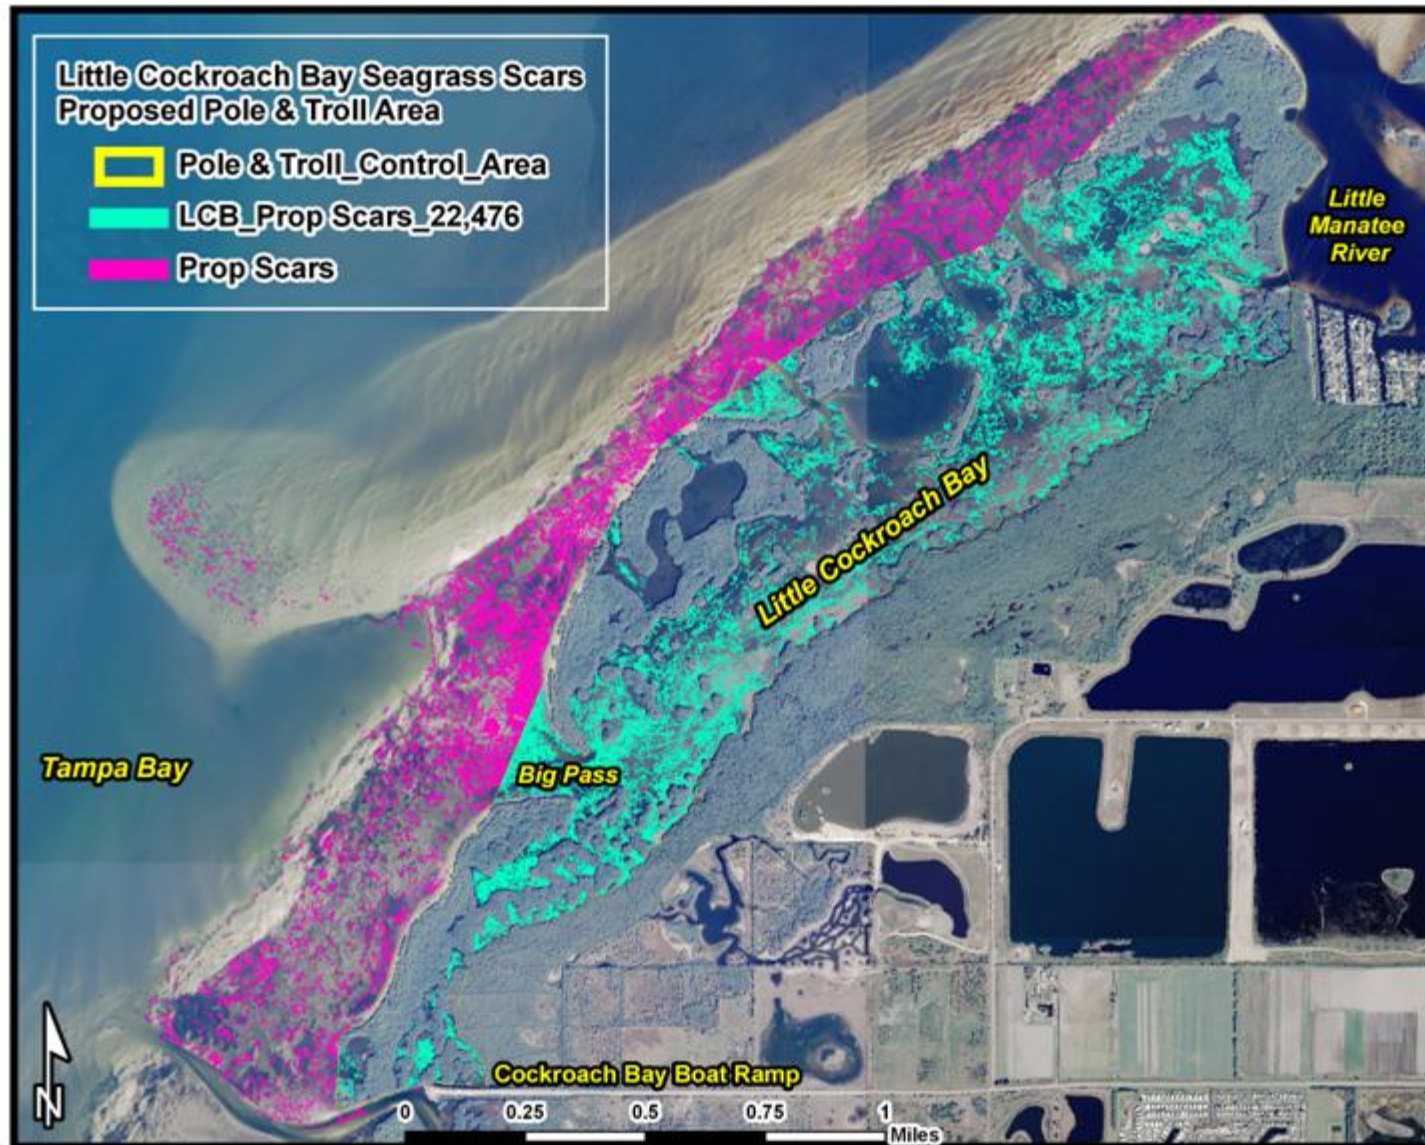 Little Cockroach Bay Seagrass Scars
Proposed Pole & Troll Area
Pole & Troll_Control_Area
LCB_Prop Scars_22,476
Prop Scars
Little
Manatee
River
Little Cockroach Bay
Tampa Bay
Big Pass
Cockroach Bay Boat Ramp
N
0 0.25 0.5 0.75 1
Miles